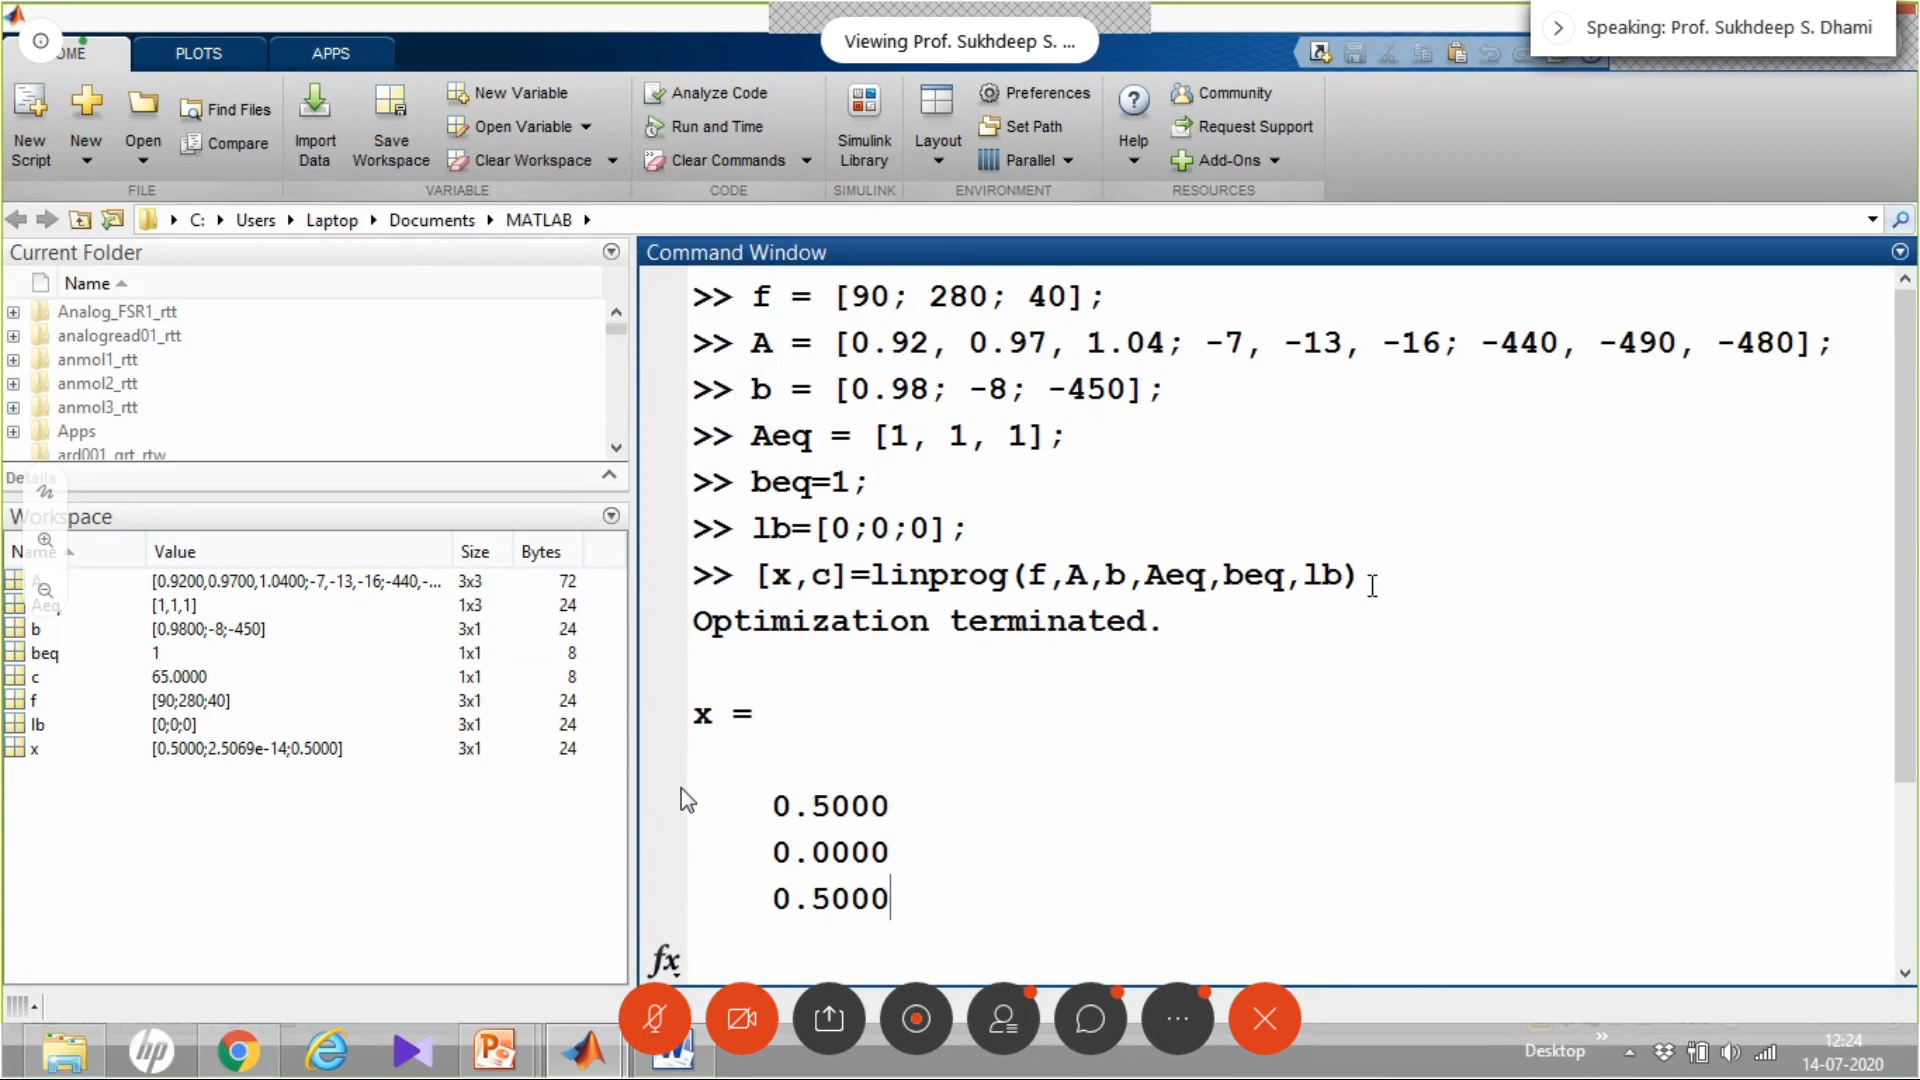 Viewing Prof. Sukhdeep S. ...
Speaking: Prof. Sukhdeep S. Dhami
PLOTS
APPS
New Script
New
Open
Find Files
Compare
FILE
Import Data
Save Workspace
New Variable
Open Variable
Clear Workspace
VARIABLE
Analyze Code
Run and Time
Clear Commands
CODE
Simulink Library
SIMULINK
Layout
Preferences
Set Path
Parallel
ENVIRONMENT
Help
Community
Request Support
Add-Ons
RESOURCES
C: Users Laptop Documents MATLAB
Current Folder
Name
Analog_FSR1_rtt
analogread01_rtt
anmol1_rtt
anmol2_rtt
anmol3_rtt
Apps
ard001_grt_rtw
Details
Workspace
Name Value Size Bytes
A [0.9200,0.9700,1.0400;-7,-13,-16;-440,-... 3x3 72
Aeq [1,1,1] 1x3 24
b [0.9800;-8;-450] 3x1 24
beq 1 1x1 8
c 65.0000 1x1 8
f [90;280;40] 3x1 24
lb [0;0;0] 3x1 24
x [0.5000;2.5069e-14;0.5000] 3x1 24
Command Window
>> f = [90; 280; 40];
>> A = [0.92, 0.97, 1.04; -7, -13, -16; -440, -490, -480];
>> b = [0.98; -8; -450];
>> Aeq = [1, 1, 1];
>> beq=1;
>> lb=[0;0;0];
>> [x,c]=linprog(f,A,b,Aeq,beq,lb)
Optimization terminated.
x =
0.5000
0.0000
0.5000
fx
hp
Desktop
12:24
14-07-2020